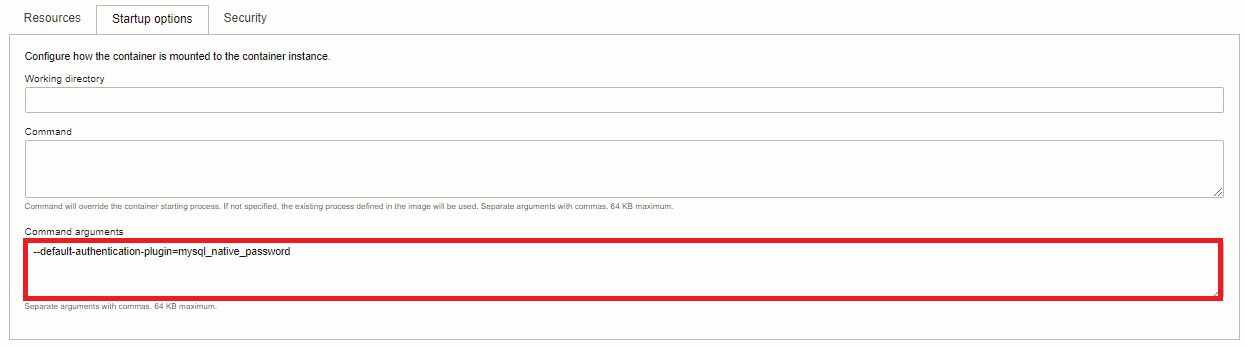 Resources Startup options Security
Configure how the container is mounted to the container instance.
Working directory
Command
Command will override the container starting process. If not specified, the existing process defined in the image will be used. Separate arguments with commas. 64 KB maximum.
Command arguments
--default-authentication-plugin=mysql_native_password
Separate arguments with commas. 64 KB maximum.